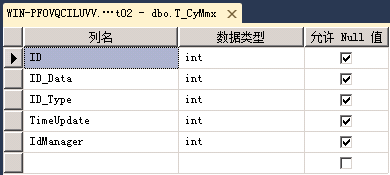 WIN-PFOVQCILUVV.···t02 - dbo.T_CyMmx
列名 数据类型 允许 Null 值
ID int
ID_Data int
ID_Type int
TimeUpdate int
IdManager int